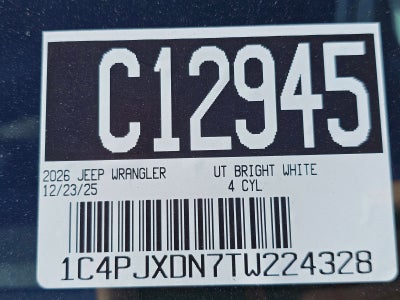 C12945
2026 JEEP WRANGLER UT BRIGHT WHITE
12/23/25 4 CYL
1C4PJXDN7TW224328